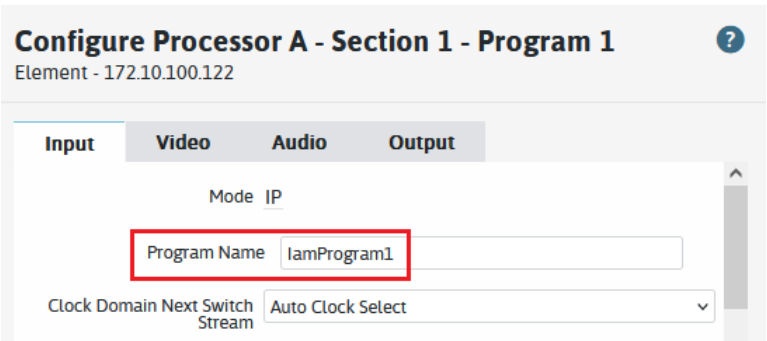 Configure Processor A - Section 1 - Program 1
?
Element - 172.10.100.122
Input Video Audio Output
Mode IP
Program Name IamProgram1
Clock Domain Next Switch Stream Auto Clock Select